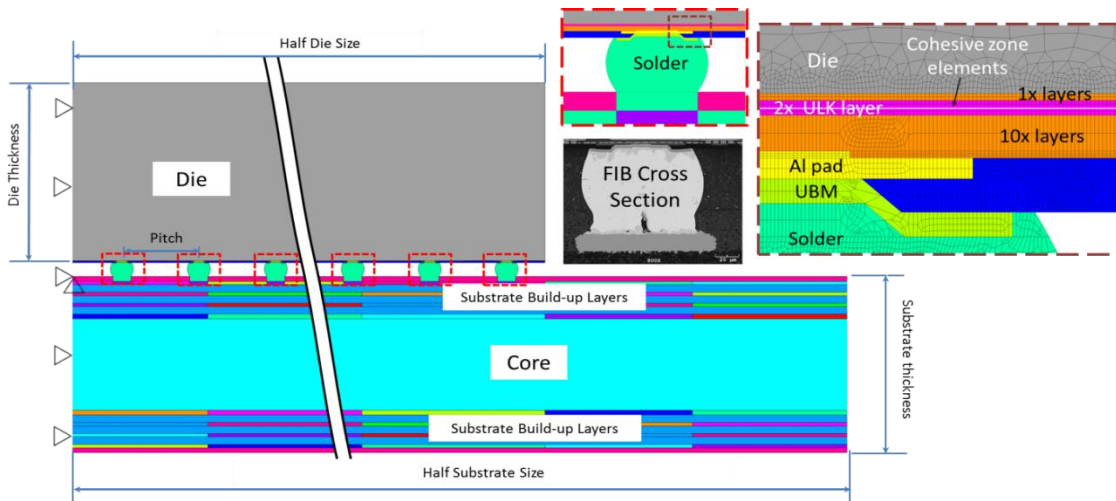 Half Die Size
Die Thickness
Die
Pitch
Substrate Build-up Layers
Core
Substrate Build-up Layers
Half Substrate Size
Substrate thickness
Solder
FIB Cross
Section
20 µm
Die
Cohesive zone
elements
1x layers
2x ULK layer
10x layers
Al pad
UBM
Solder